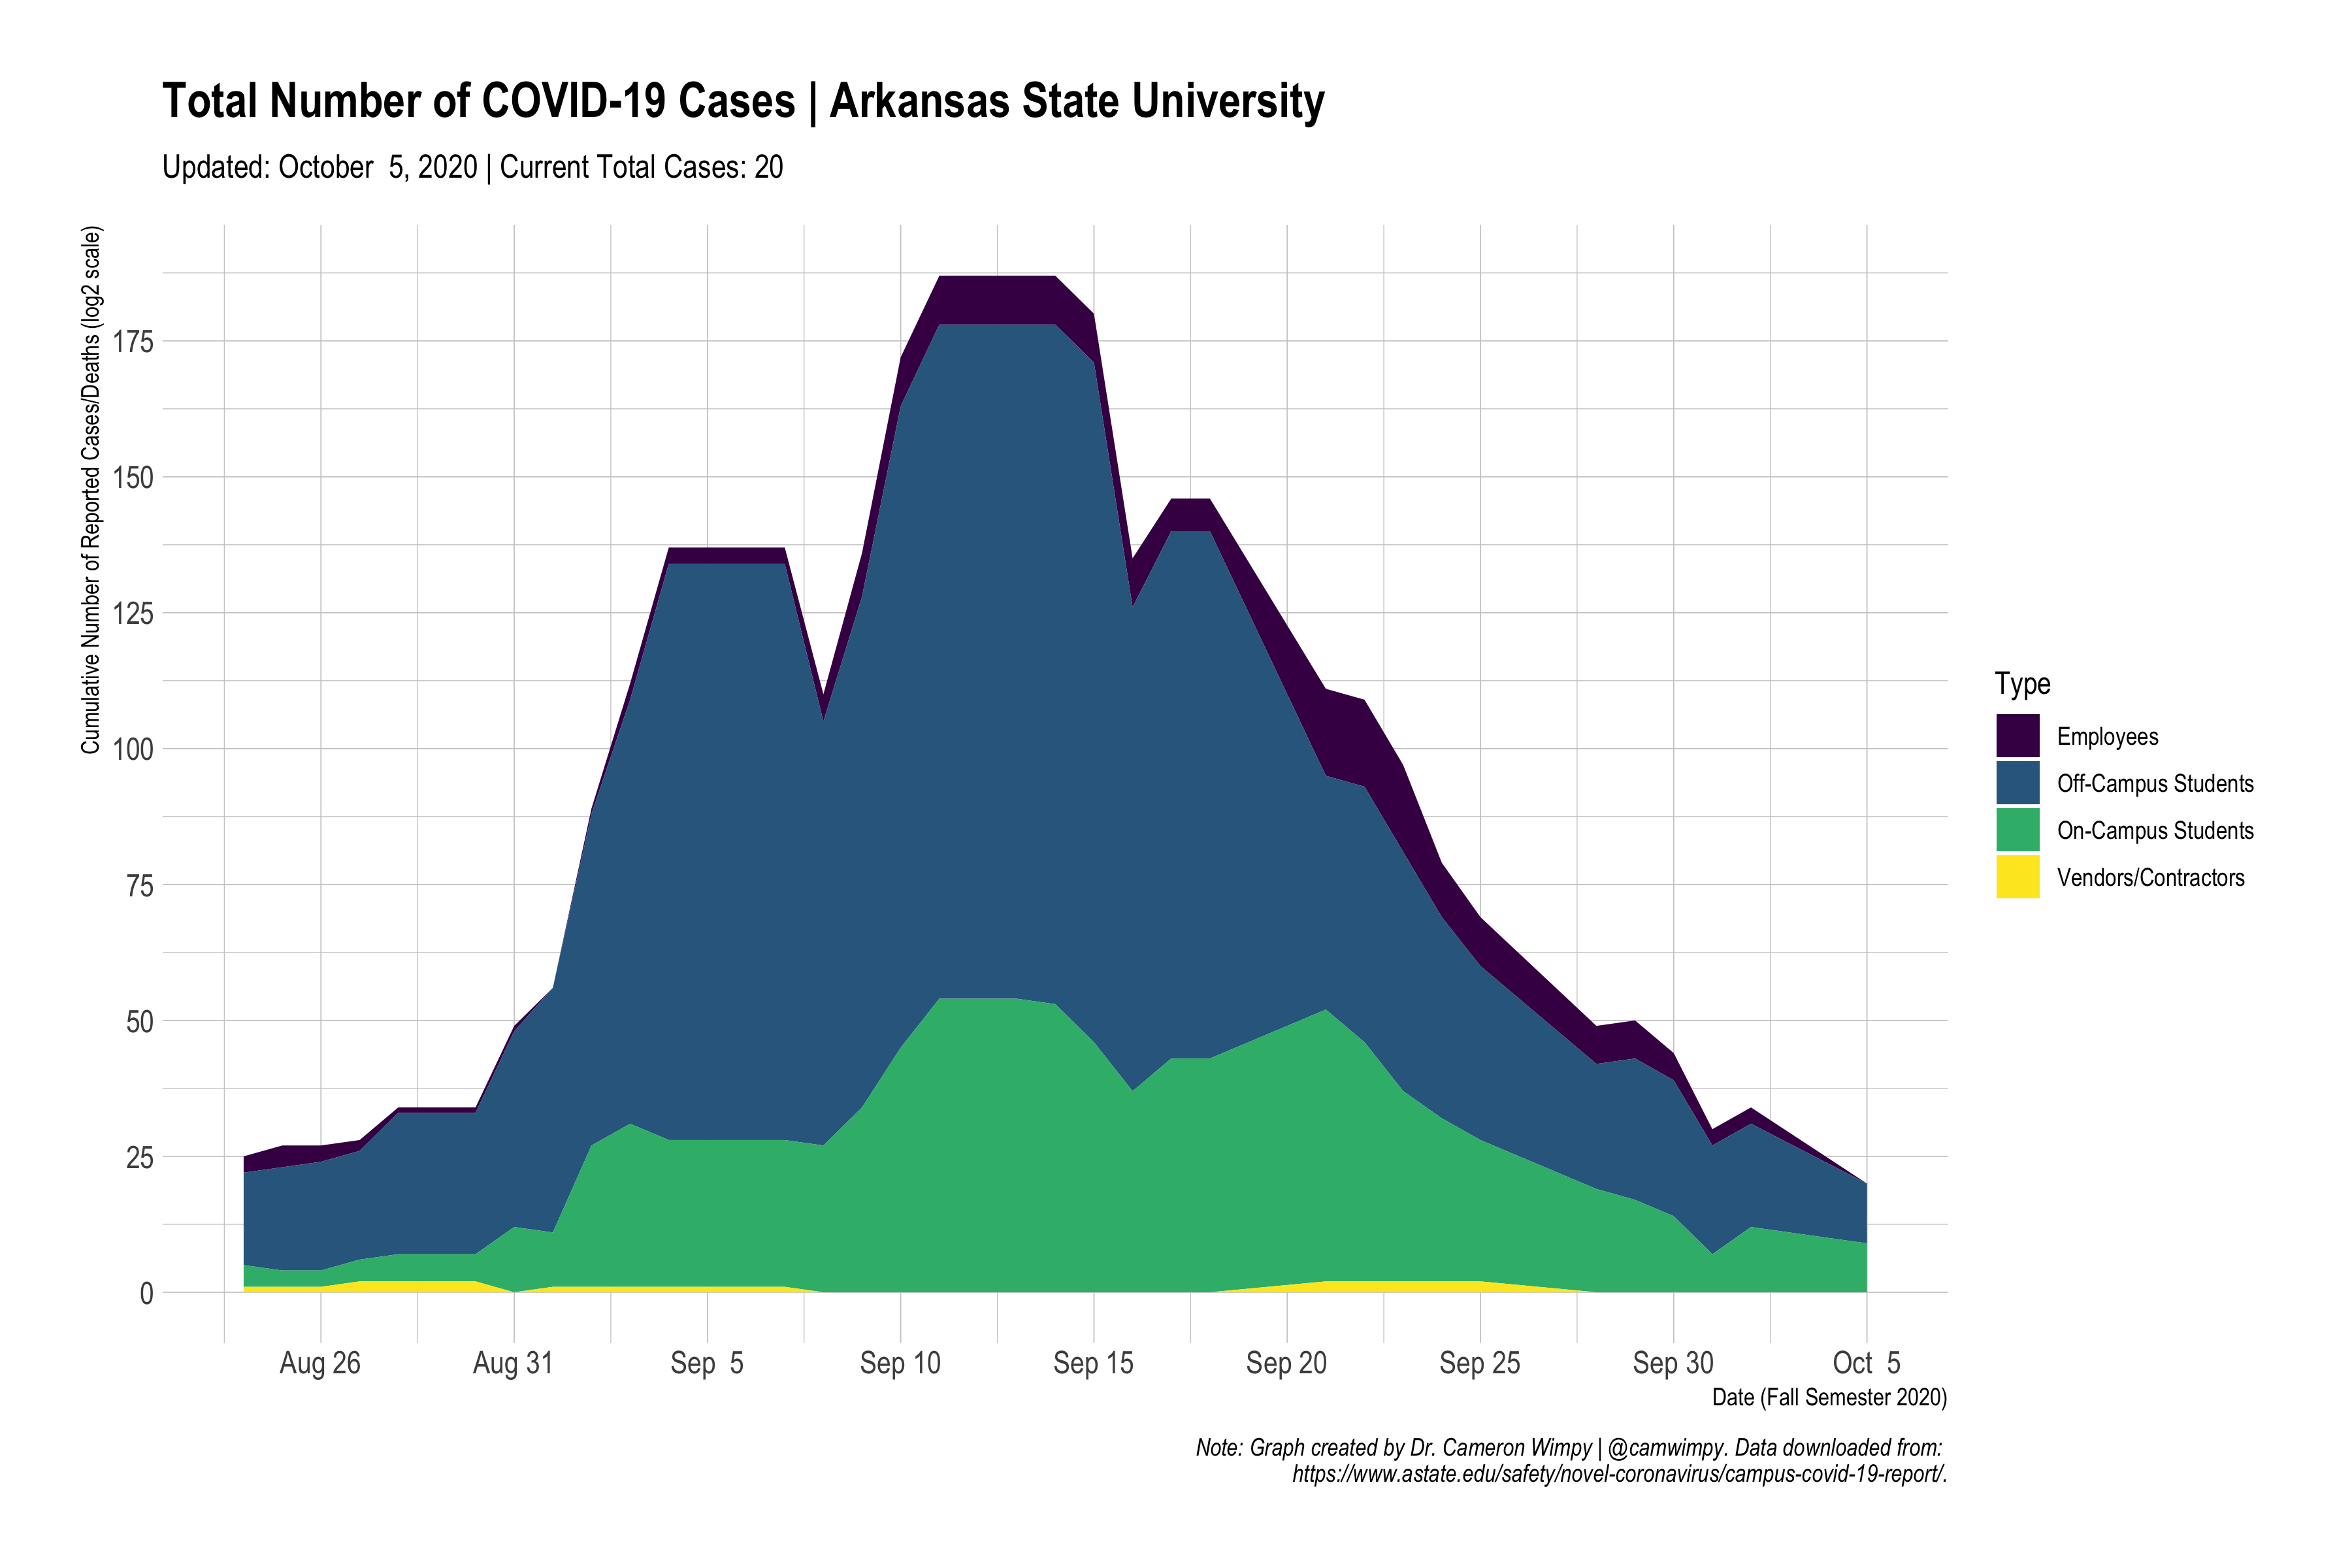 Total Number of COVID-19 Cases | Arkansas State University
Updated: October  5, 2020 | Current Total Cases: 20
Cumulative Number of Reported Cases/Deaths (log2 scale)
175
150
125
100
75
50
25
0
Aug 26
Aug 31
Sep  5
Sep 10
Sep 15
Sep 20
Sep 25
Sep 30
Oct  5
Date (Fall Semester 2020)
Type
Employees
Off-Campus Students
On-Campus Students
Vendors/Contractors
Note: Graph created by Dr. Cameron Wimpy | @camwimpy. Data downloaded from:
https://www.astate.edu/safety/novel-coronavirus/campus-covid-19-report/.